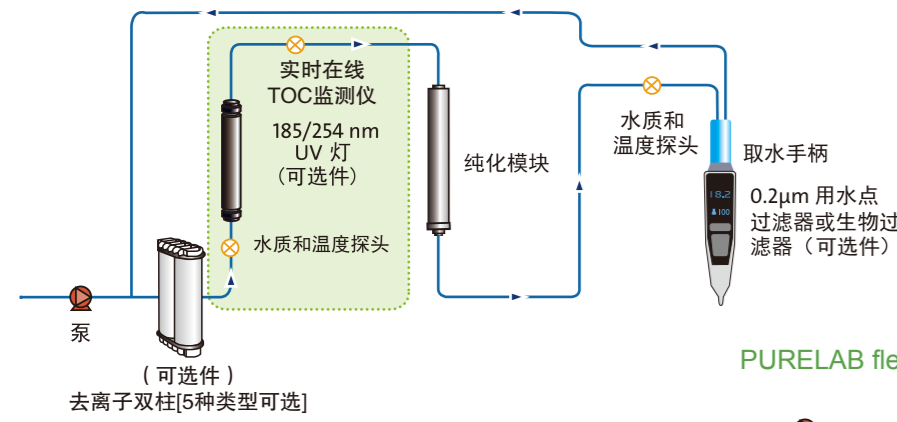 实时在线
TOC监测仪
185/254 nm
UV 灯
（可选件）
水质和温度探头
纯化模块
水质和
温度探头
取水手柄
18.2
100
0.2µm 用水点
过滤器或生物过
滤器（可选件）
泵
（可选件）
去离子双柱[5种类型可选]
PURELAB fle